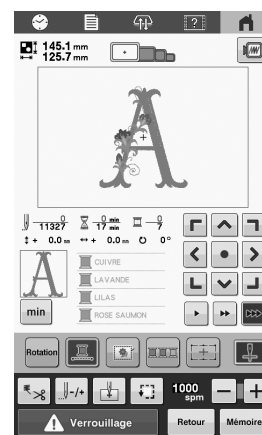 145.1 mm
125.7 mm
A
0
11327
0 min
17 min
0
7
+ 0.0 mm
+ 0.0 mm
0°
CUIVRE
LAVANDE
LILAS
ROSE SAUMON
A
min
Rotation
-/+
1000
spm
Verrouillage
Retour
Mémoire